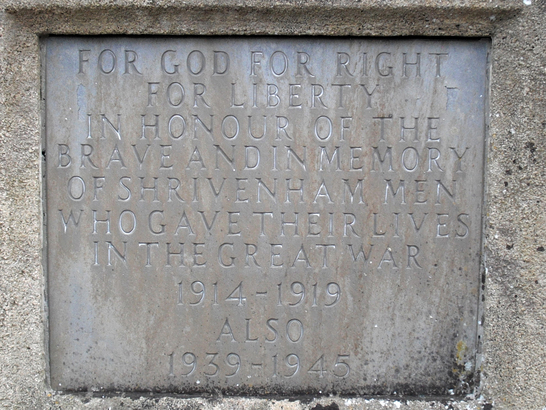 FOR GOD FOR RIGHT
FOR LIBERTY
IN HONOUR OF THE
BRAVE AND IN MEMORY
OF SHRIVENHAM MEN
WHO GAVE THEIR LIVES
IN THE GREAT WAR
1914-1919
ALSO
1939-1945